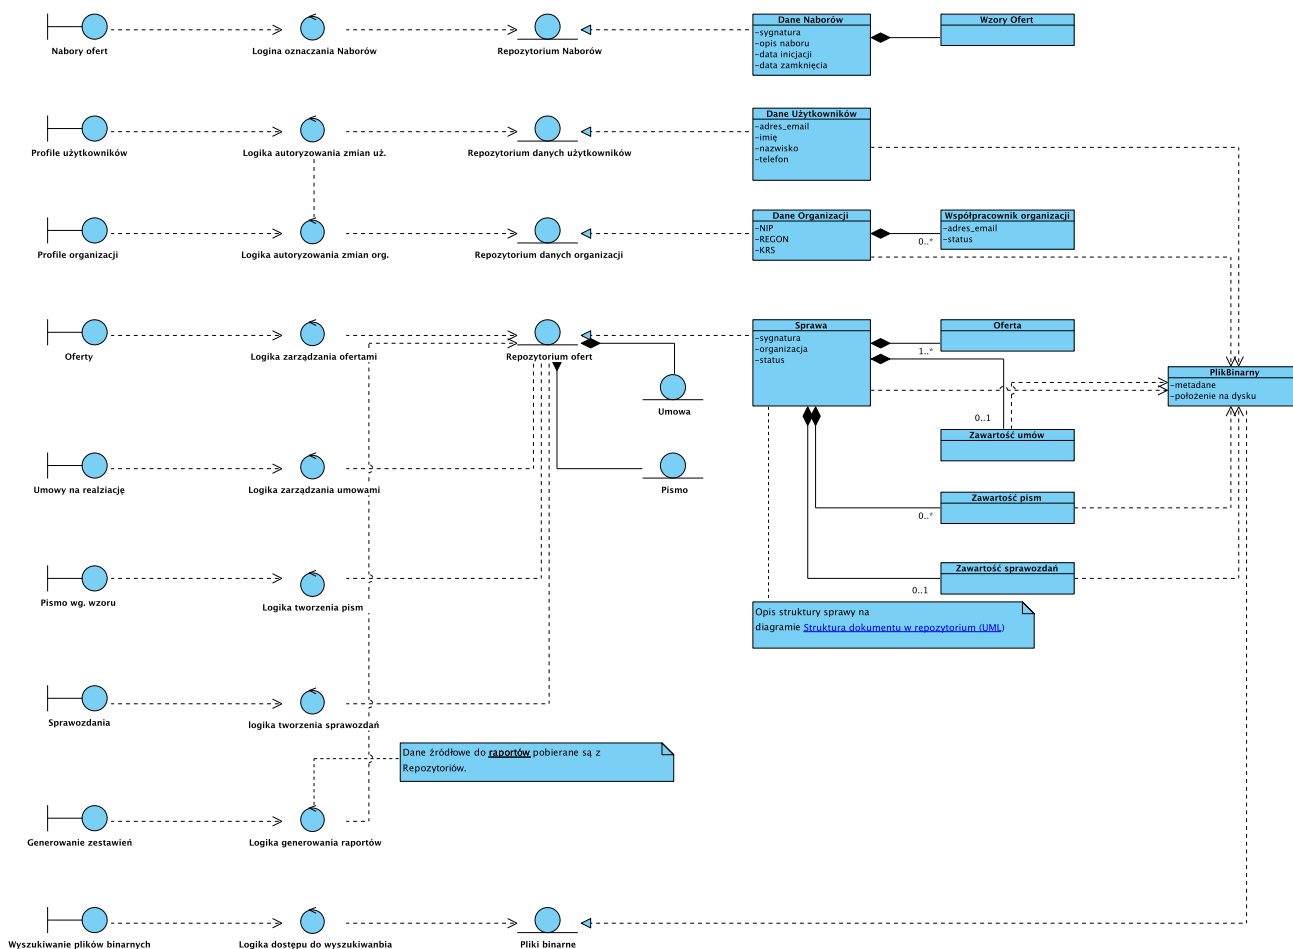 Nabory ofert
Logina oznaczania Naborów
Repozytorium Naborów
Dane Naborów
-sygnatura
-opis naboru
-data inicjacji
-data zamknięcia
Wzory Ofert
Profile użytkowników
Logika autoryzowania zmian uż.
Repozytorium danych użytkowników
Dane Użytkowników
-adres_email
-imię
-nazwisko
-telefon
Profile organizacji
Logika autoryzowania zmian org.
Repozytorium danych organizacji
Dane Organizacji
-NIP
-REGON
-KRS
0..*
Współpracownik organizacji
-adres_email
-status
Oferty
Logika zarządzania ofertami
Repozytorium ofert
Umowa
Pismo
Sprawa
-sygnatura
-organizacja
-status
1..*
Oferta
0..1
Zawartość umów
PlikBinarny
-metadane
-położenie na dysku
Umowy na realziację
Logika zarządzania umowami
0..*
Zawartość pism
Pismo wg. wzoru
Logika tworzenia pism
0..1
Zawartość sprawozdań
Opis struktury sprawy na
diagramie Struktura dokumentu w repozytorium (UML)
Sprawozdania
logika tworzenia sprawozdań
Dane źródłowe do raportów pobierane są z
Repozytoriów.
Generowanie zestawień
Logika generowania raportów
Wyszukiwanie plików binarnych
Logika dostępu do wyszukiwanbia
Pliki binarne